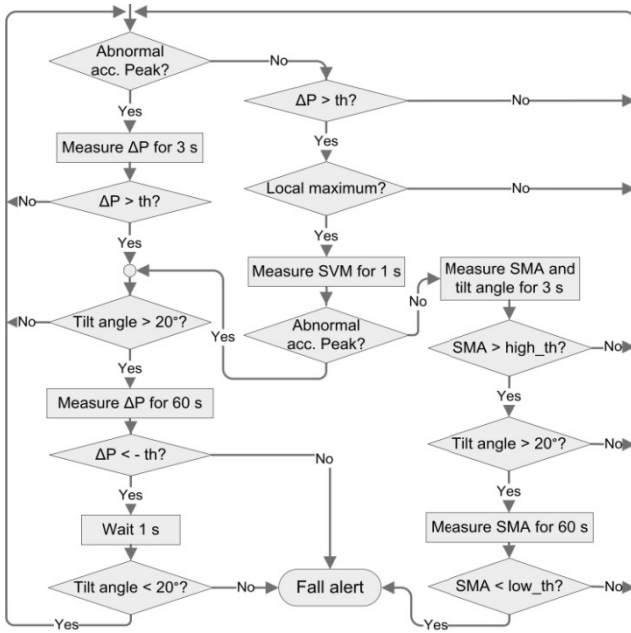 Abnormal
acc. Peak?
No
Yes
ΔP > th?
No
Measure ΔP for 3 s
Yes
Local maximum?
No
No
ΔP > th?
Yes
Yes
Measure SVM for 1 s
Measure SMA and
tilt angle for 3 s
No
No
Tilt angle > 20°?
Yes
Abnormal
acc. Peak?
SMA > high_th?
No
Yes
Yes
Measure ΔP for 60 s
Tilt angle > 20°?
No
ΔP < - th?
No
Yes
Yes
Wait 1 s
Measure SMA for 60 s
Tilt angle < 20°?
No
Fall alert
SMA < low_th?
No
Yes
Yes